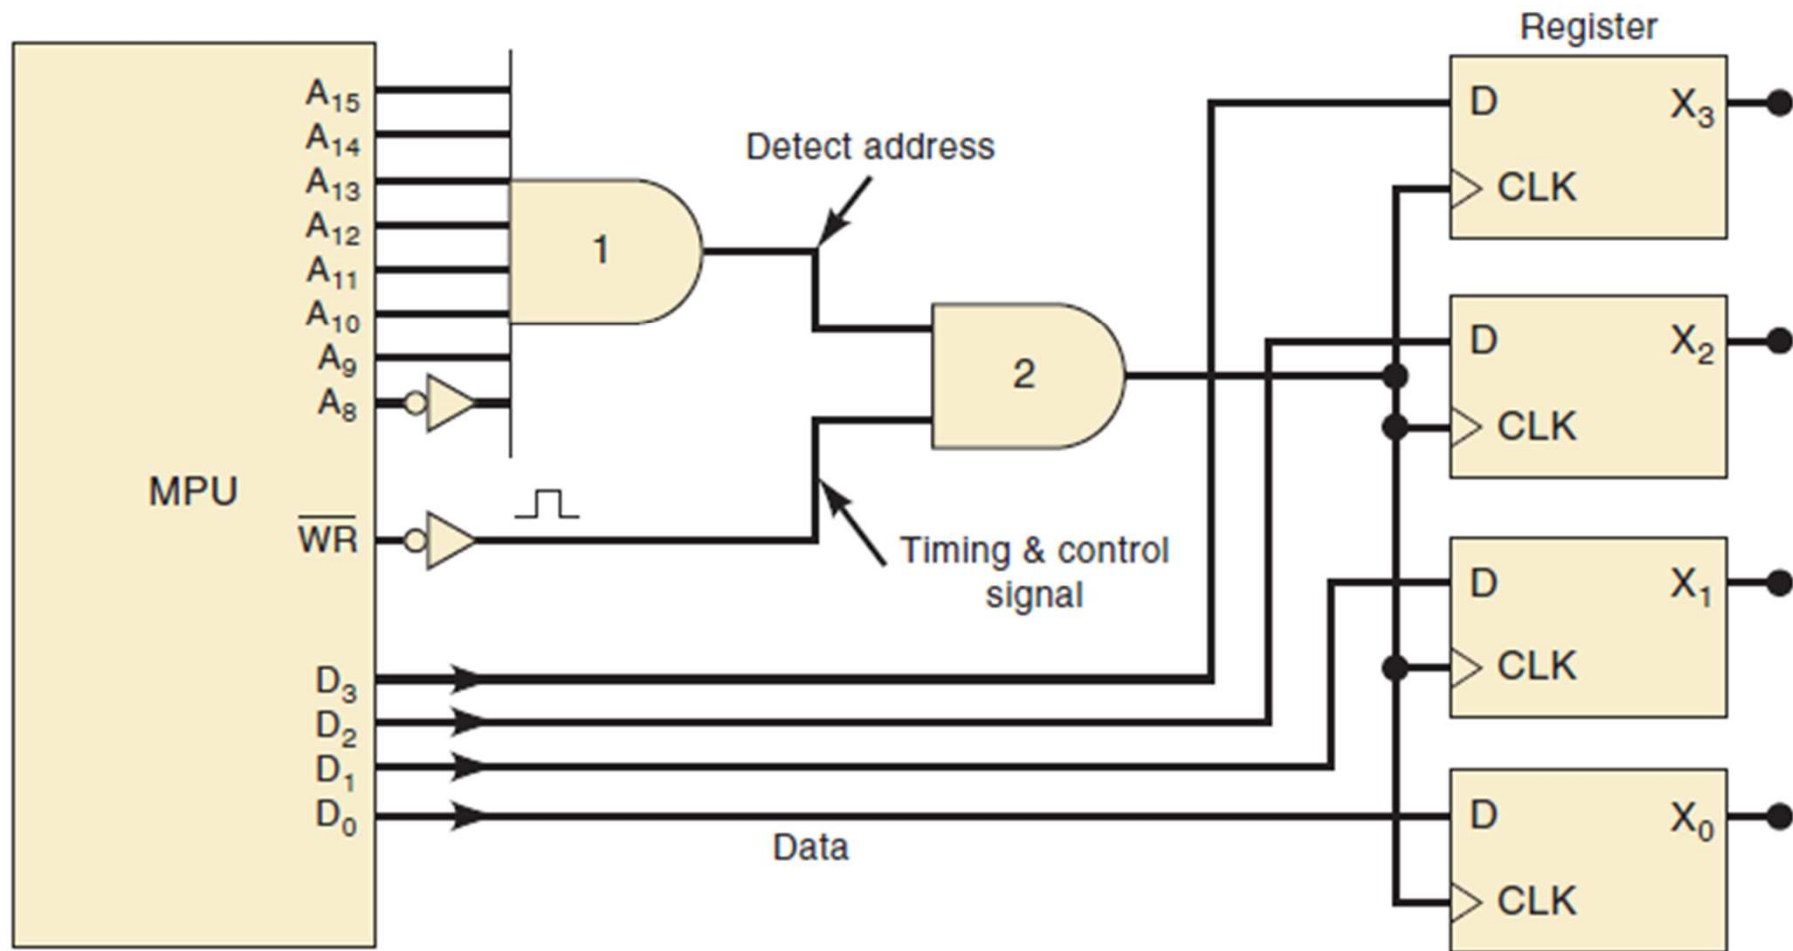 Register
A15
A14
A13
A12
A11
A10
A9
A8
1
Detect address
2
MPU
WR
Timing & control
signal
D3
D2
D1
D0
Data
D X3
CLK
D X2
CLK
D X1
CLK
D X0
CLK